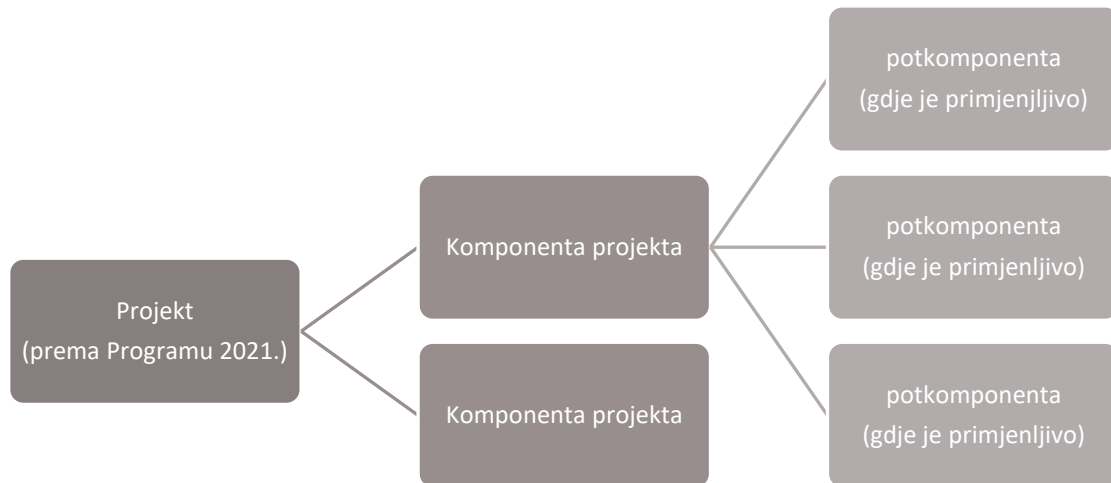 Projekt
(prema Programu 2021.)
Komponenta projekta
Komponenta projekta
potkomponenta
(gdje je primjenjljivo)
potkomponenta
(gdje je primjenljivo)
potkomponenta
(gdje je primjenljivo)